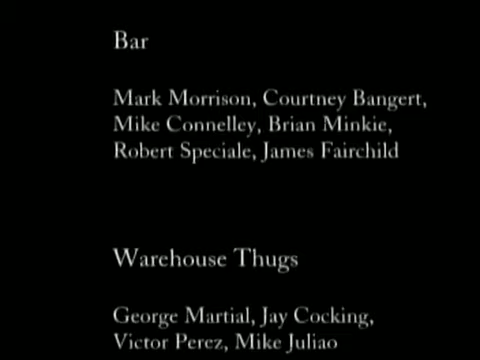 Bar
Mark Morrison, Courtney Bangert,
Mike Connelley, Brian Minkie,
Robert Speciale, James Fairchild
Warehouse Thugs
George Martial, Jay Cocking,
Victor Perez, Mike Juliao